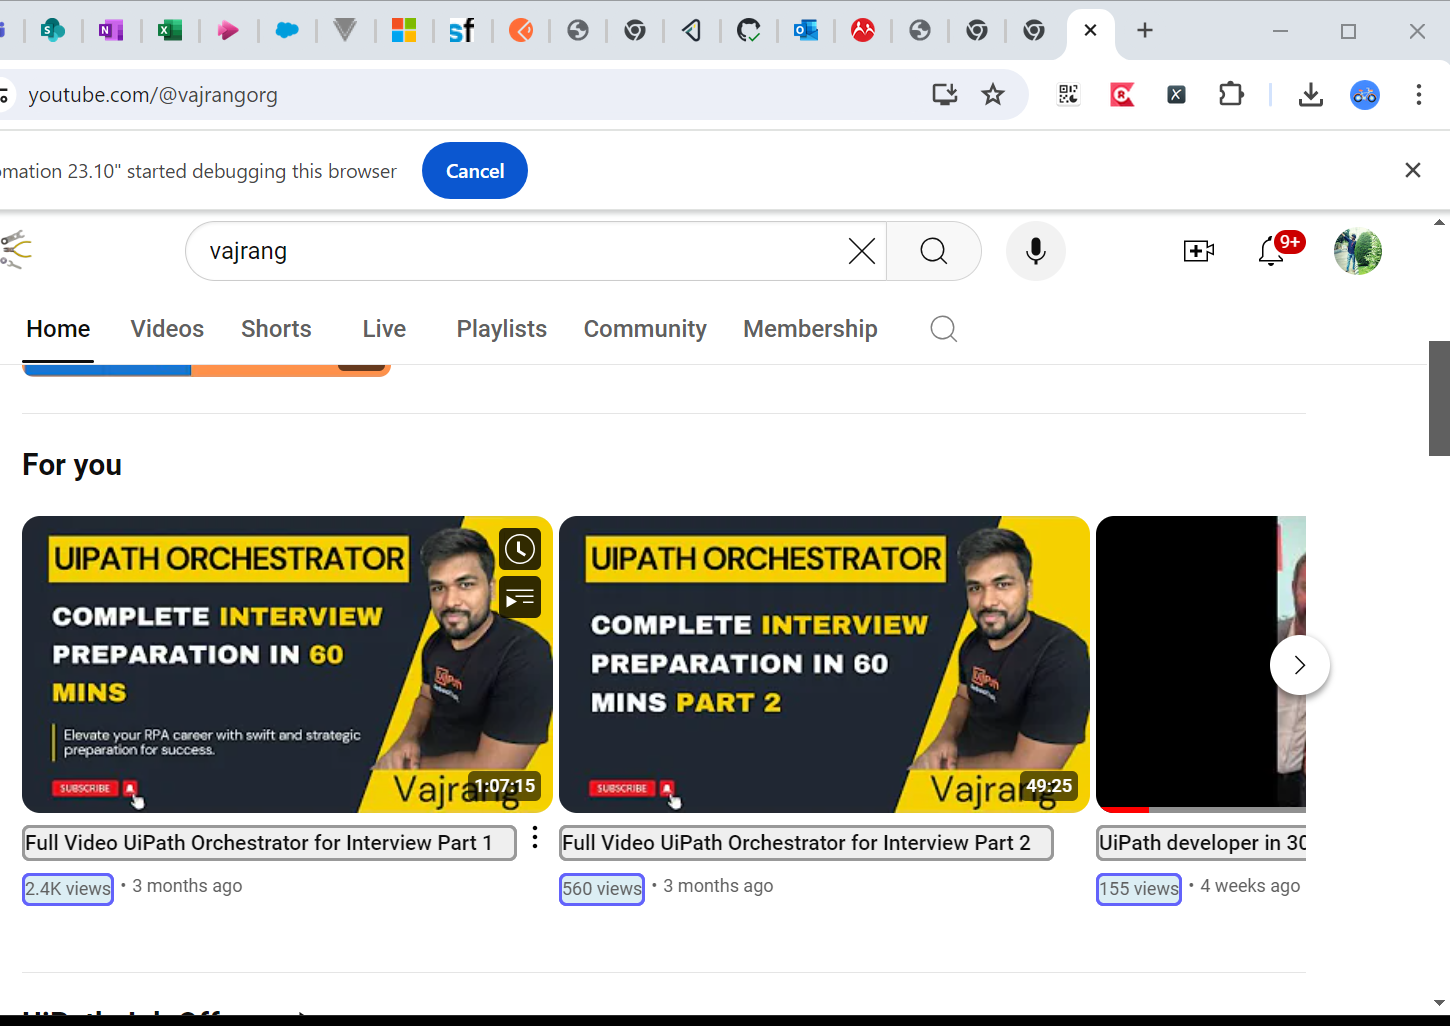 youtube.com/@vajrangorg
omation 23.10" started debugging this browser
Cancel
vajrang
9+
Home
Videos
Shorts
Live
Playlists
Community
Membership
For you
UIPATH ORCHESTRATOR
COMPLETE INTERVIEW
PREPARATION IN 60
MINS
Elevate your RPA career with swift and strategic
preparation for success.
SUBSCRIBE
Vajrang
1:07:15
UIPATH ORCHESTRATOR
COMPLETE INTERVIEW
PREPARATION IN 60
MINS PART 2
SUBSCRIBE
Vajrang
49:25
Full Video UiPath Orchestrator for Interview Part 1
2.4K views • 3 months ago
Full Video UiPath Orchestrator for Interview Part 2
560 views • 3 months ago
UiPath developer in 30
155 views • 4 weeks ago